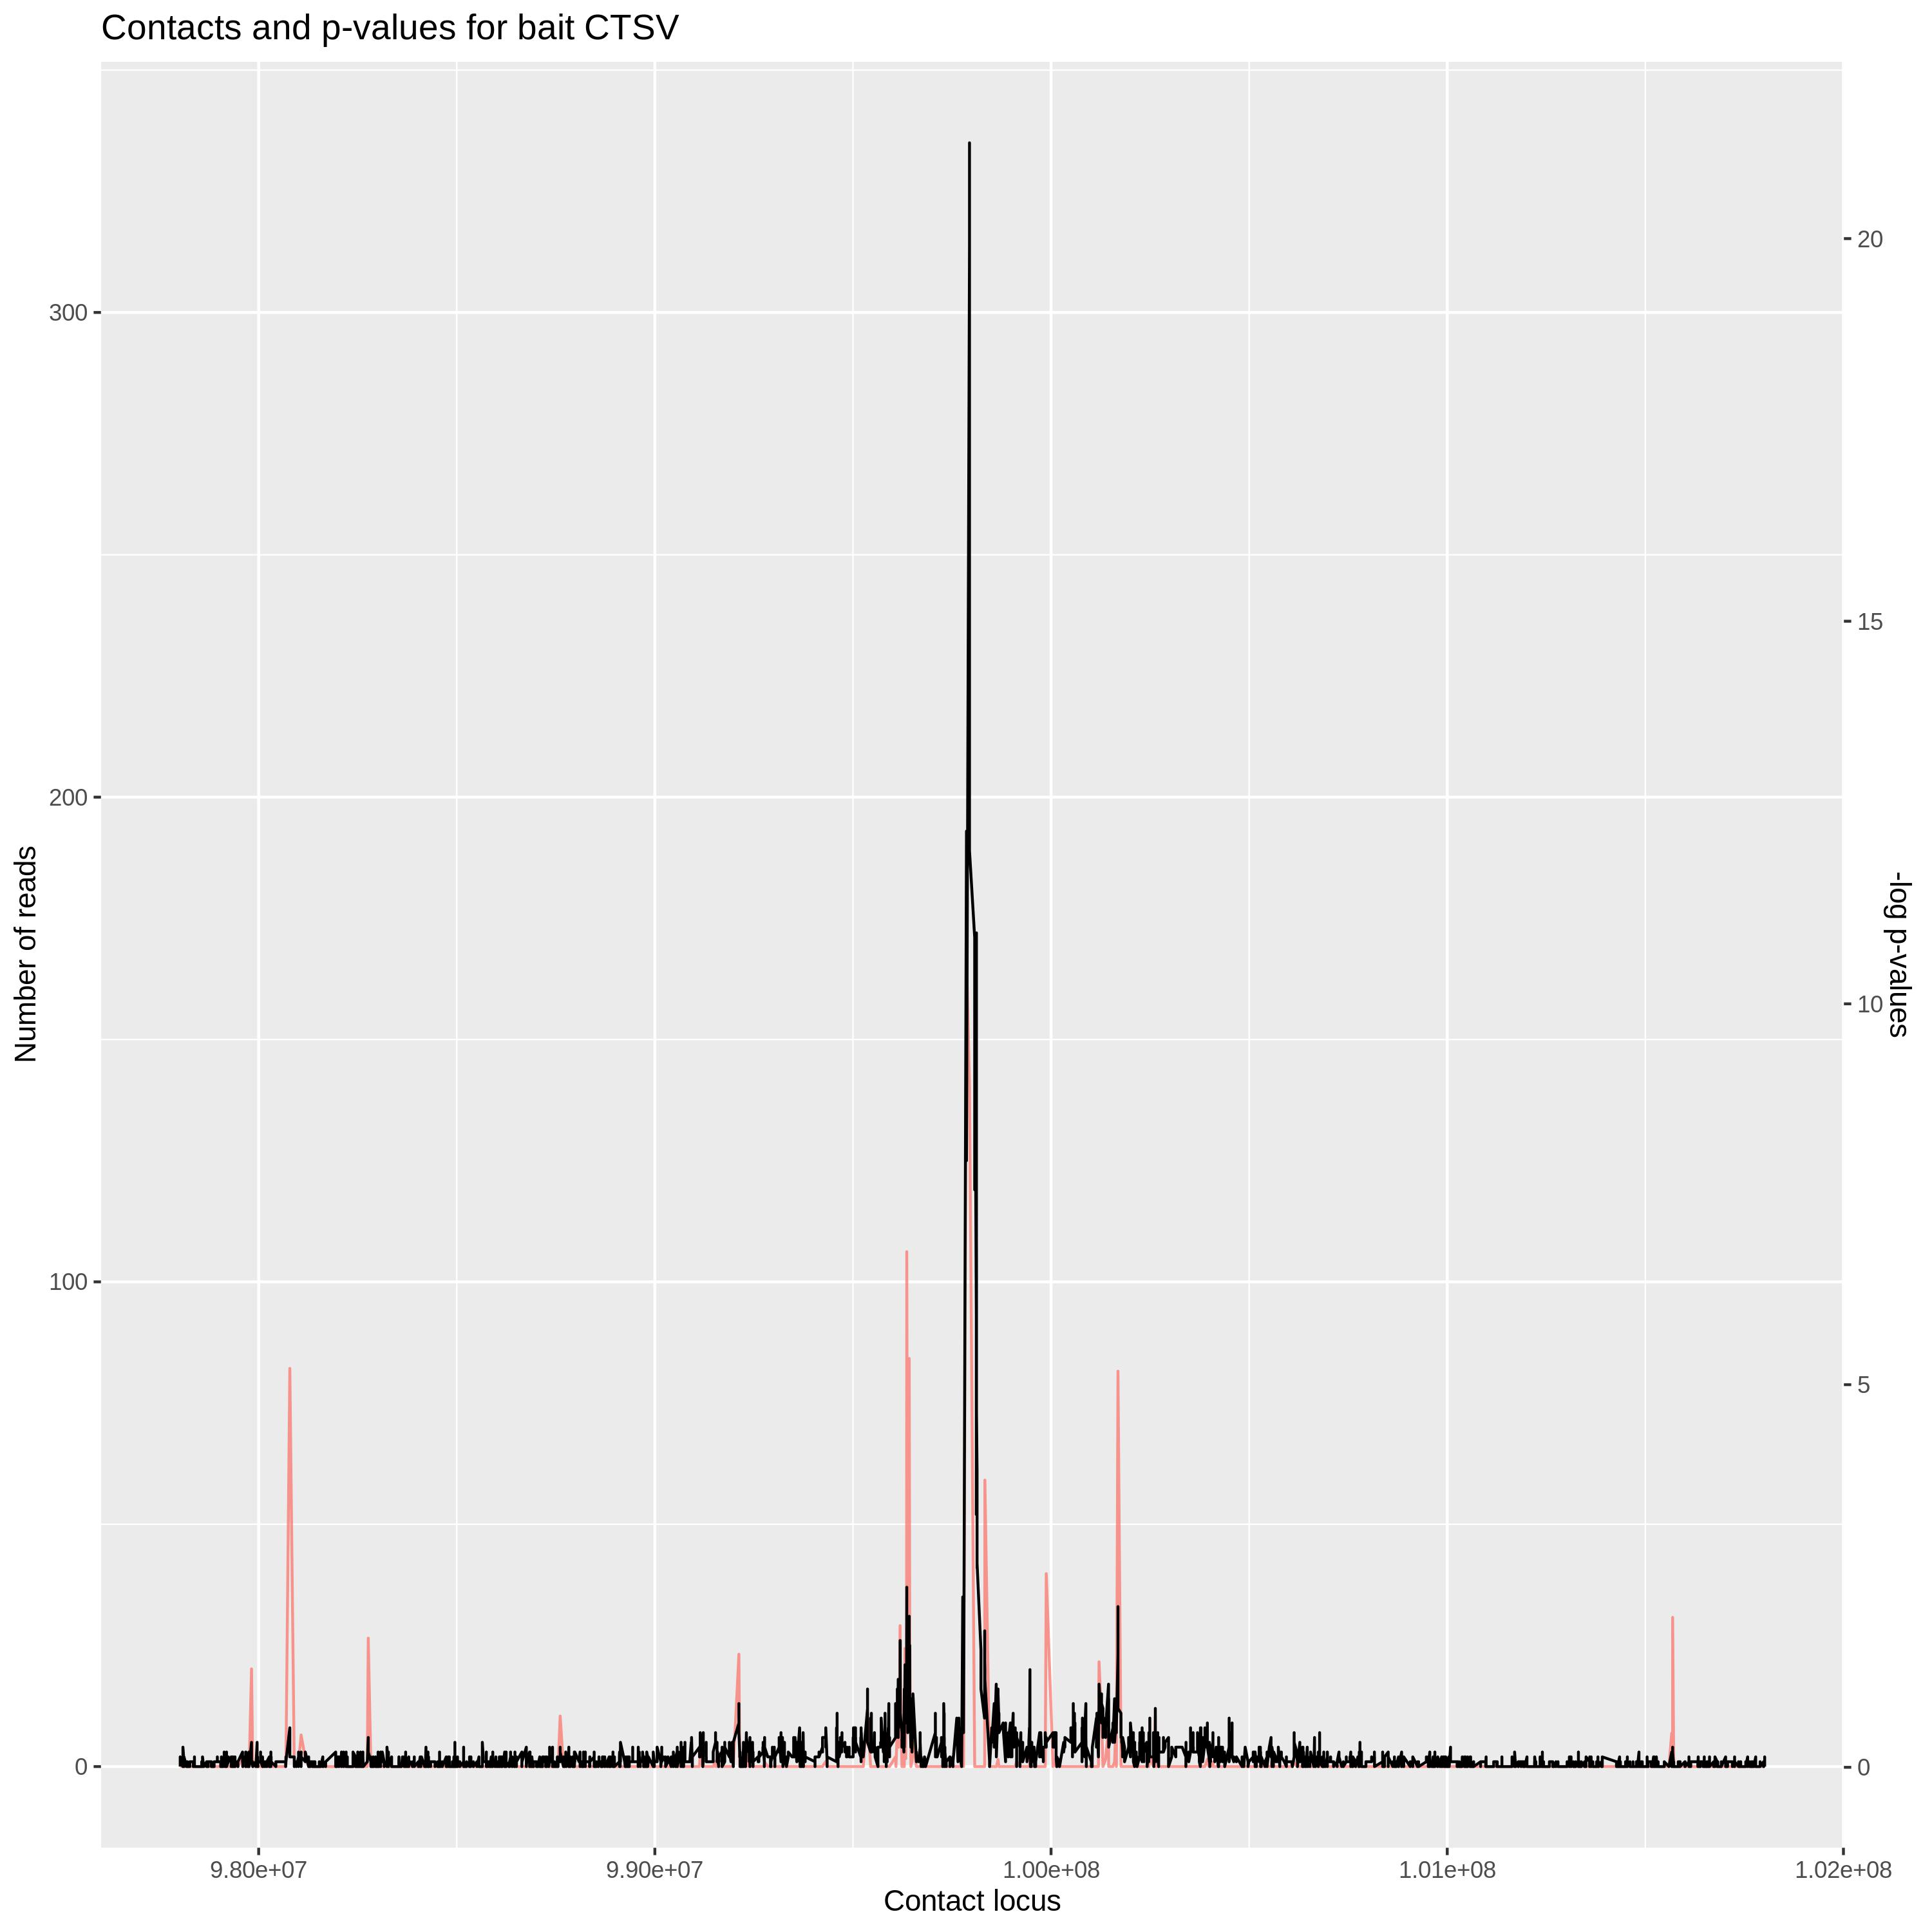 Contacts and p-values for bait CTSV
Number of reads
300
200
100
0
20
15
10
5
0
-log p-values
9.80e+07
9.90e+07
1.00e+08
1.01e+08
1.02e+08
Contact locus